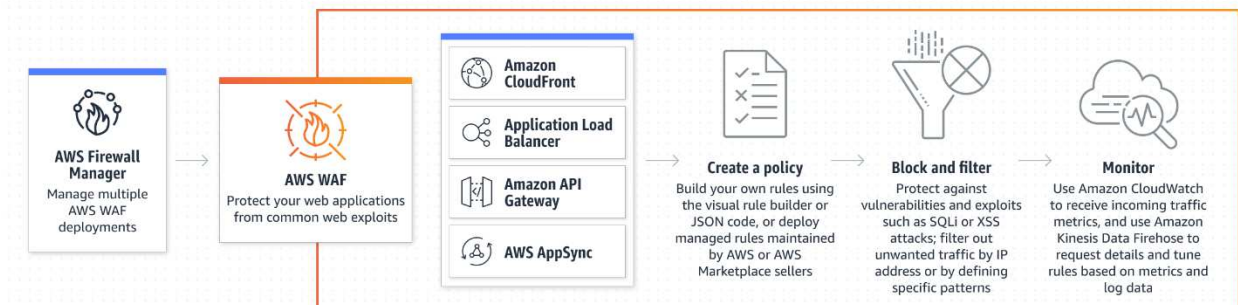 AWS Firewall
Manager
Manage multiple
AWS WAF
deployments
AWS WAF
Protect your web applications
from common web exploits
Amazon
CloudFront
Application Load
Balancer
Amazon API
Gateway
AWS AppSync
Create a policy
Build your own rules using
the visual rule builder or
JSON code, or deploy
managed rules maintained
by AWS or AWS
Marketplace sellers
Block and filter
Protect against
vulnerabilities and exploits
such as SQLi or XSS
attacks; filter out
unwanted traffic by IP
address or by defining
specific patterns
Monitor
Use Amazon CloudWatch
to receive incoming traffic
metrics, and use Amazon
Kinesis Data Firehose to
request details and tune
rules based on metrics and
log data